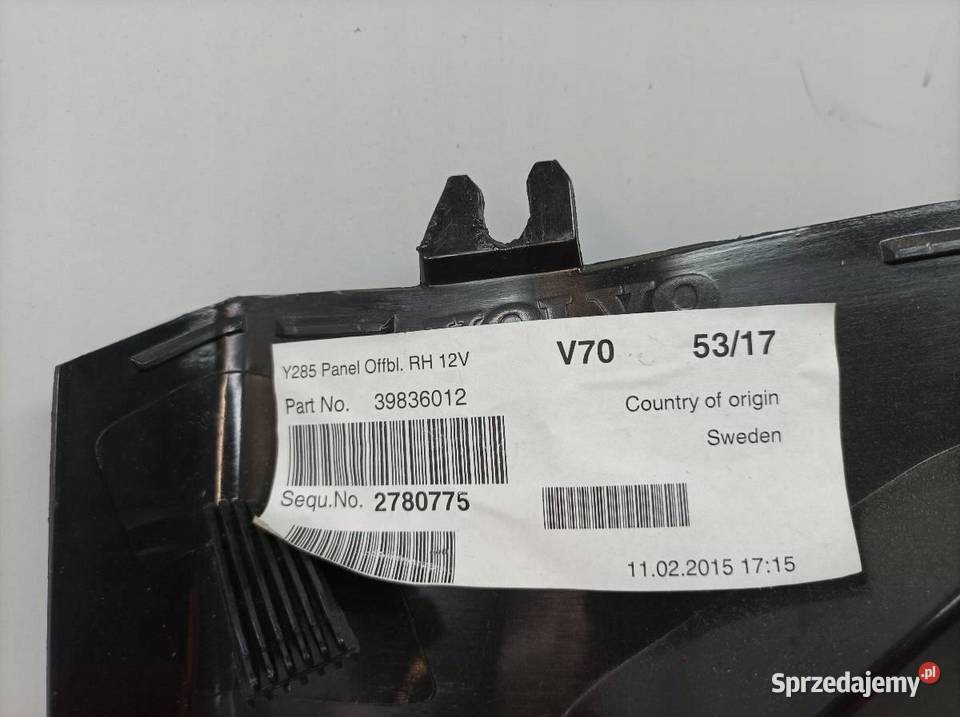 VOLVO
Y285 Panel Offbl. RH 12V
V70
53/17
Part No. 39836012
Country of origin
Sweden
Sequ.No. 2780775
11.02.2015 17:15
Sprzedajemy.pl